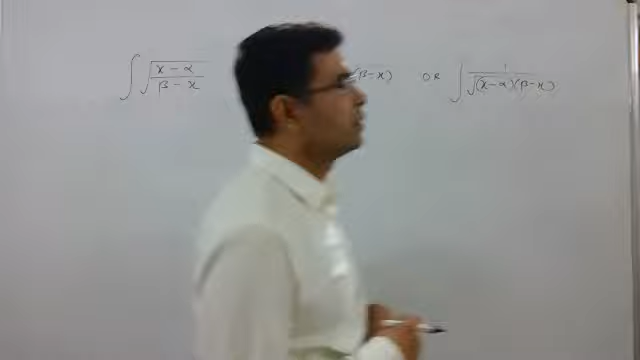 ∫ √((x − α)/(β − x)) β − x) OR ∫ 1/√((x − α)(β − x))